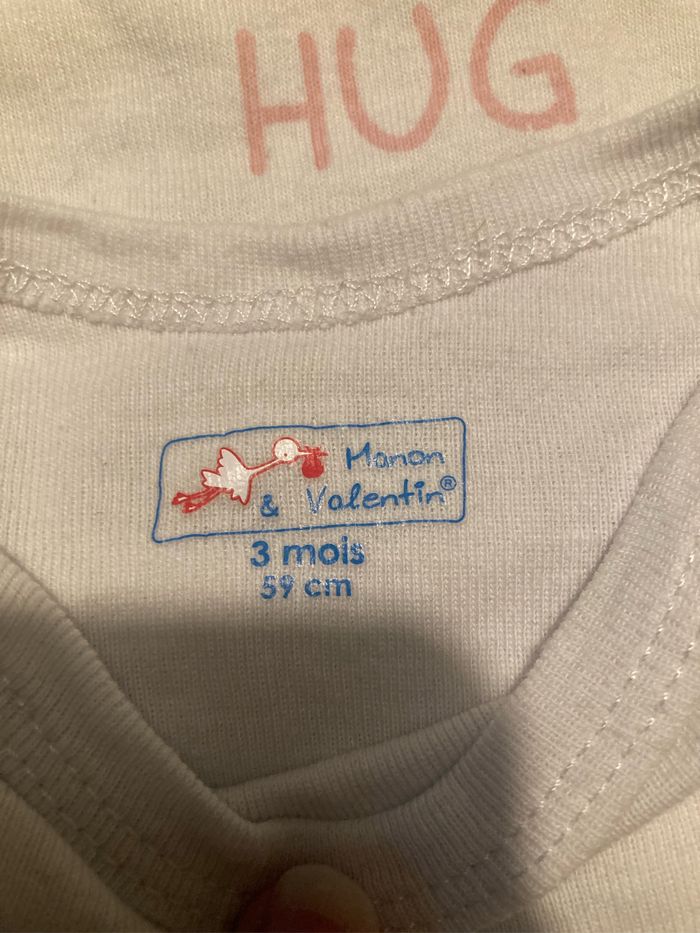 HUG
Manon
& Valentin®
3 mois
59 cm